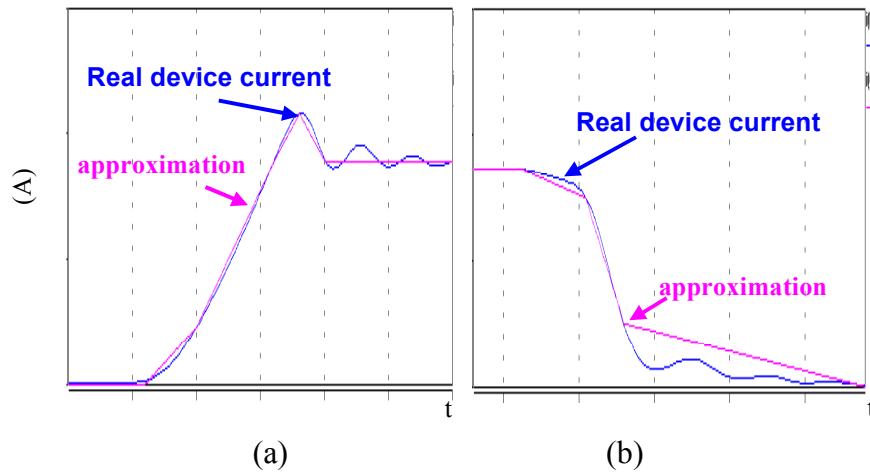 Real device
current
approximation
(A)
t
(a)
Real device current
approximation
t
(b)